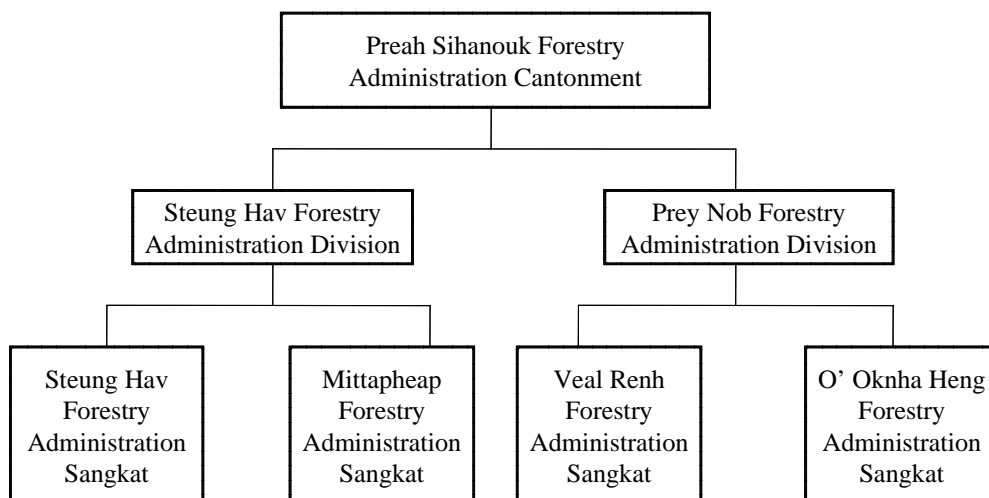 Preah Sihanouk Forestry
Administration Cantonment
Steung Hav Forestry
Administration Division
Prey Nob Forestry
Administration Division
Steung Hav
Forestry
Administration
Sangkat
Mittapheap
Forestry
Administration
Sangkat
Veal Renh
Forestry
Administration
Sangkat
O’ Oknha Heng
Forestry
Administration
Sangkat